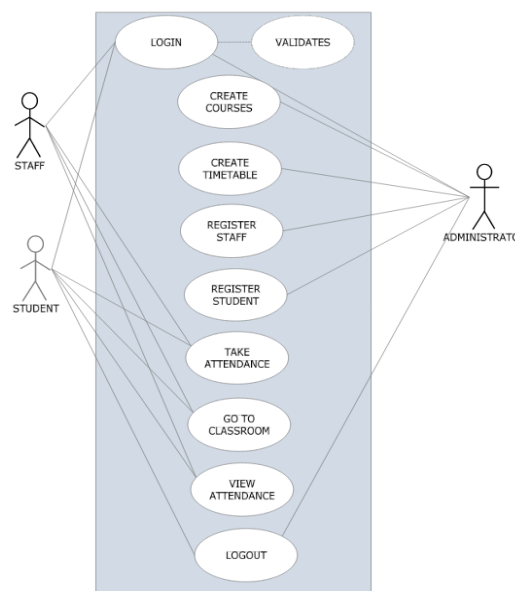 LOGIN
VALIDATES
CREATE
COURSES
STAFF
CREATE
TIMETABLE
REGISTER
STAFF
ADMINISTRATO
REGISTER
STUDENT
STUDENT
TAKE
ATTENDANCE
GO TO
CLASSROOM
VIEW
ATTENDANCE
LOGOUT